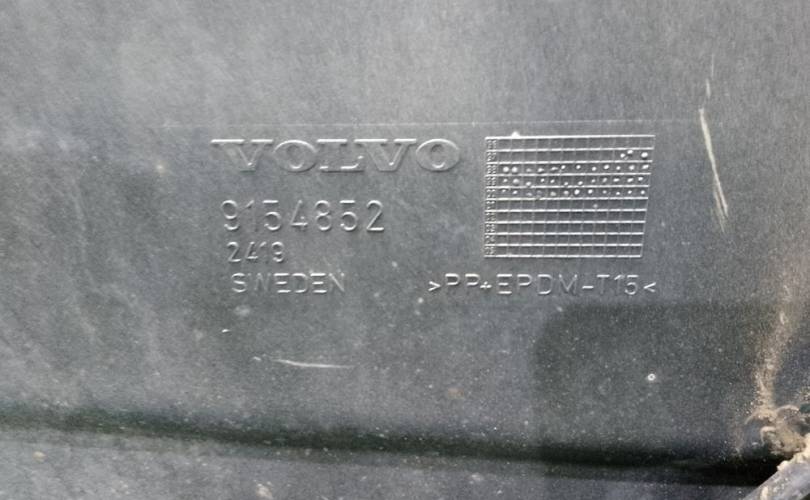 VOLVO
9154852
2419
SWEDEN
>PP+EPDM-T15<